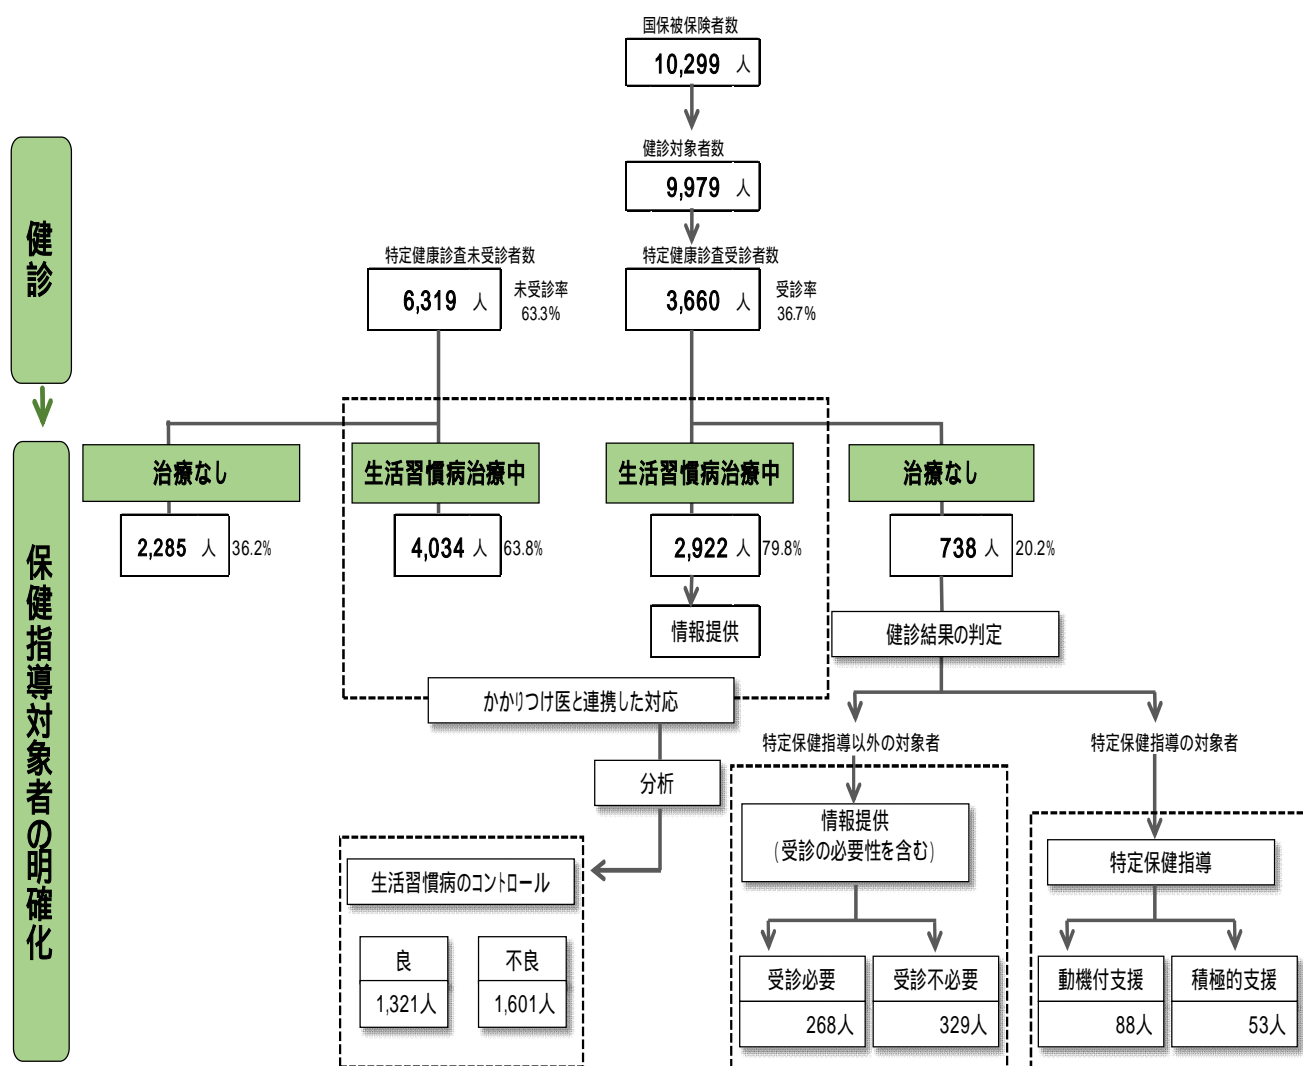 国保被保険者数
10,299 人
健診対象者数
9,979 人
健診
特定健康診査未受診者数
6,319 人
未受診率
63.3%
特定健康診査受診者数
3,660 人
受診率
36.7%
保健指導対象者の明確化
治療なし
生活習慣病治療中
生活習慣病治療中
治療なし
2,285 人 36.2%
4,034 人 63.8%
2,922 人 79.8%
738 人 20.2%
情報提供
健診結果の判定
かかりつけ医と連携した対応
特定保健指導以外の対象者
特定保健指導の対象者
分析
情報提供
(受診の必要性を含む)
生活習慣病のコントロール
特定保健指導
良
1,321人
不良
1,601人
受診必要
268人
受診不必要
329人
動機付支援
88人
積極的支援
53人